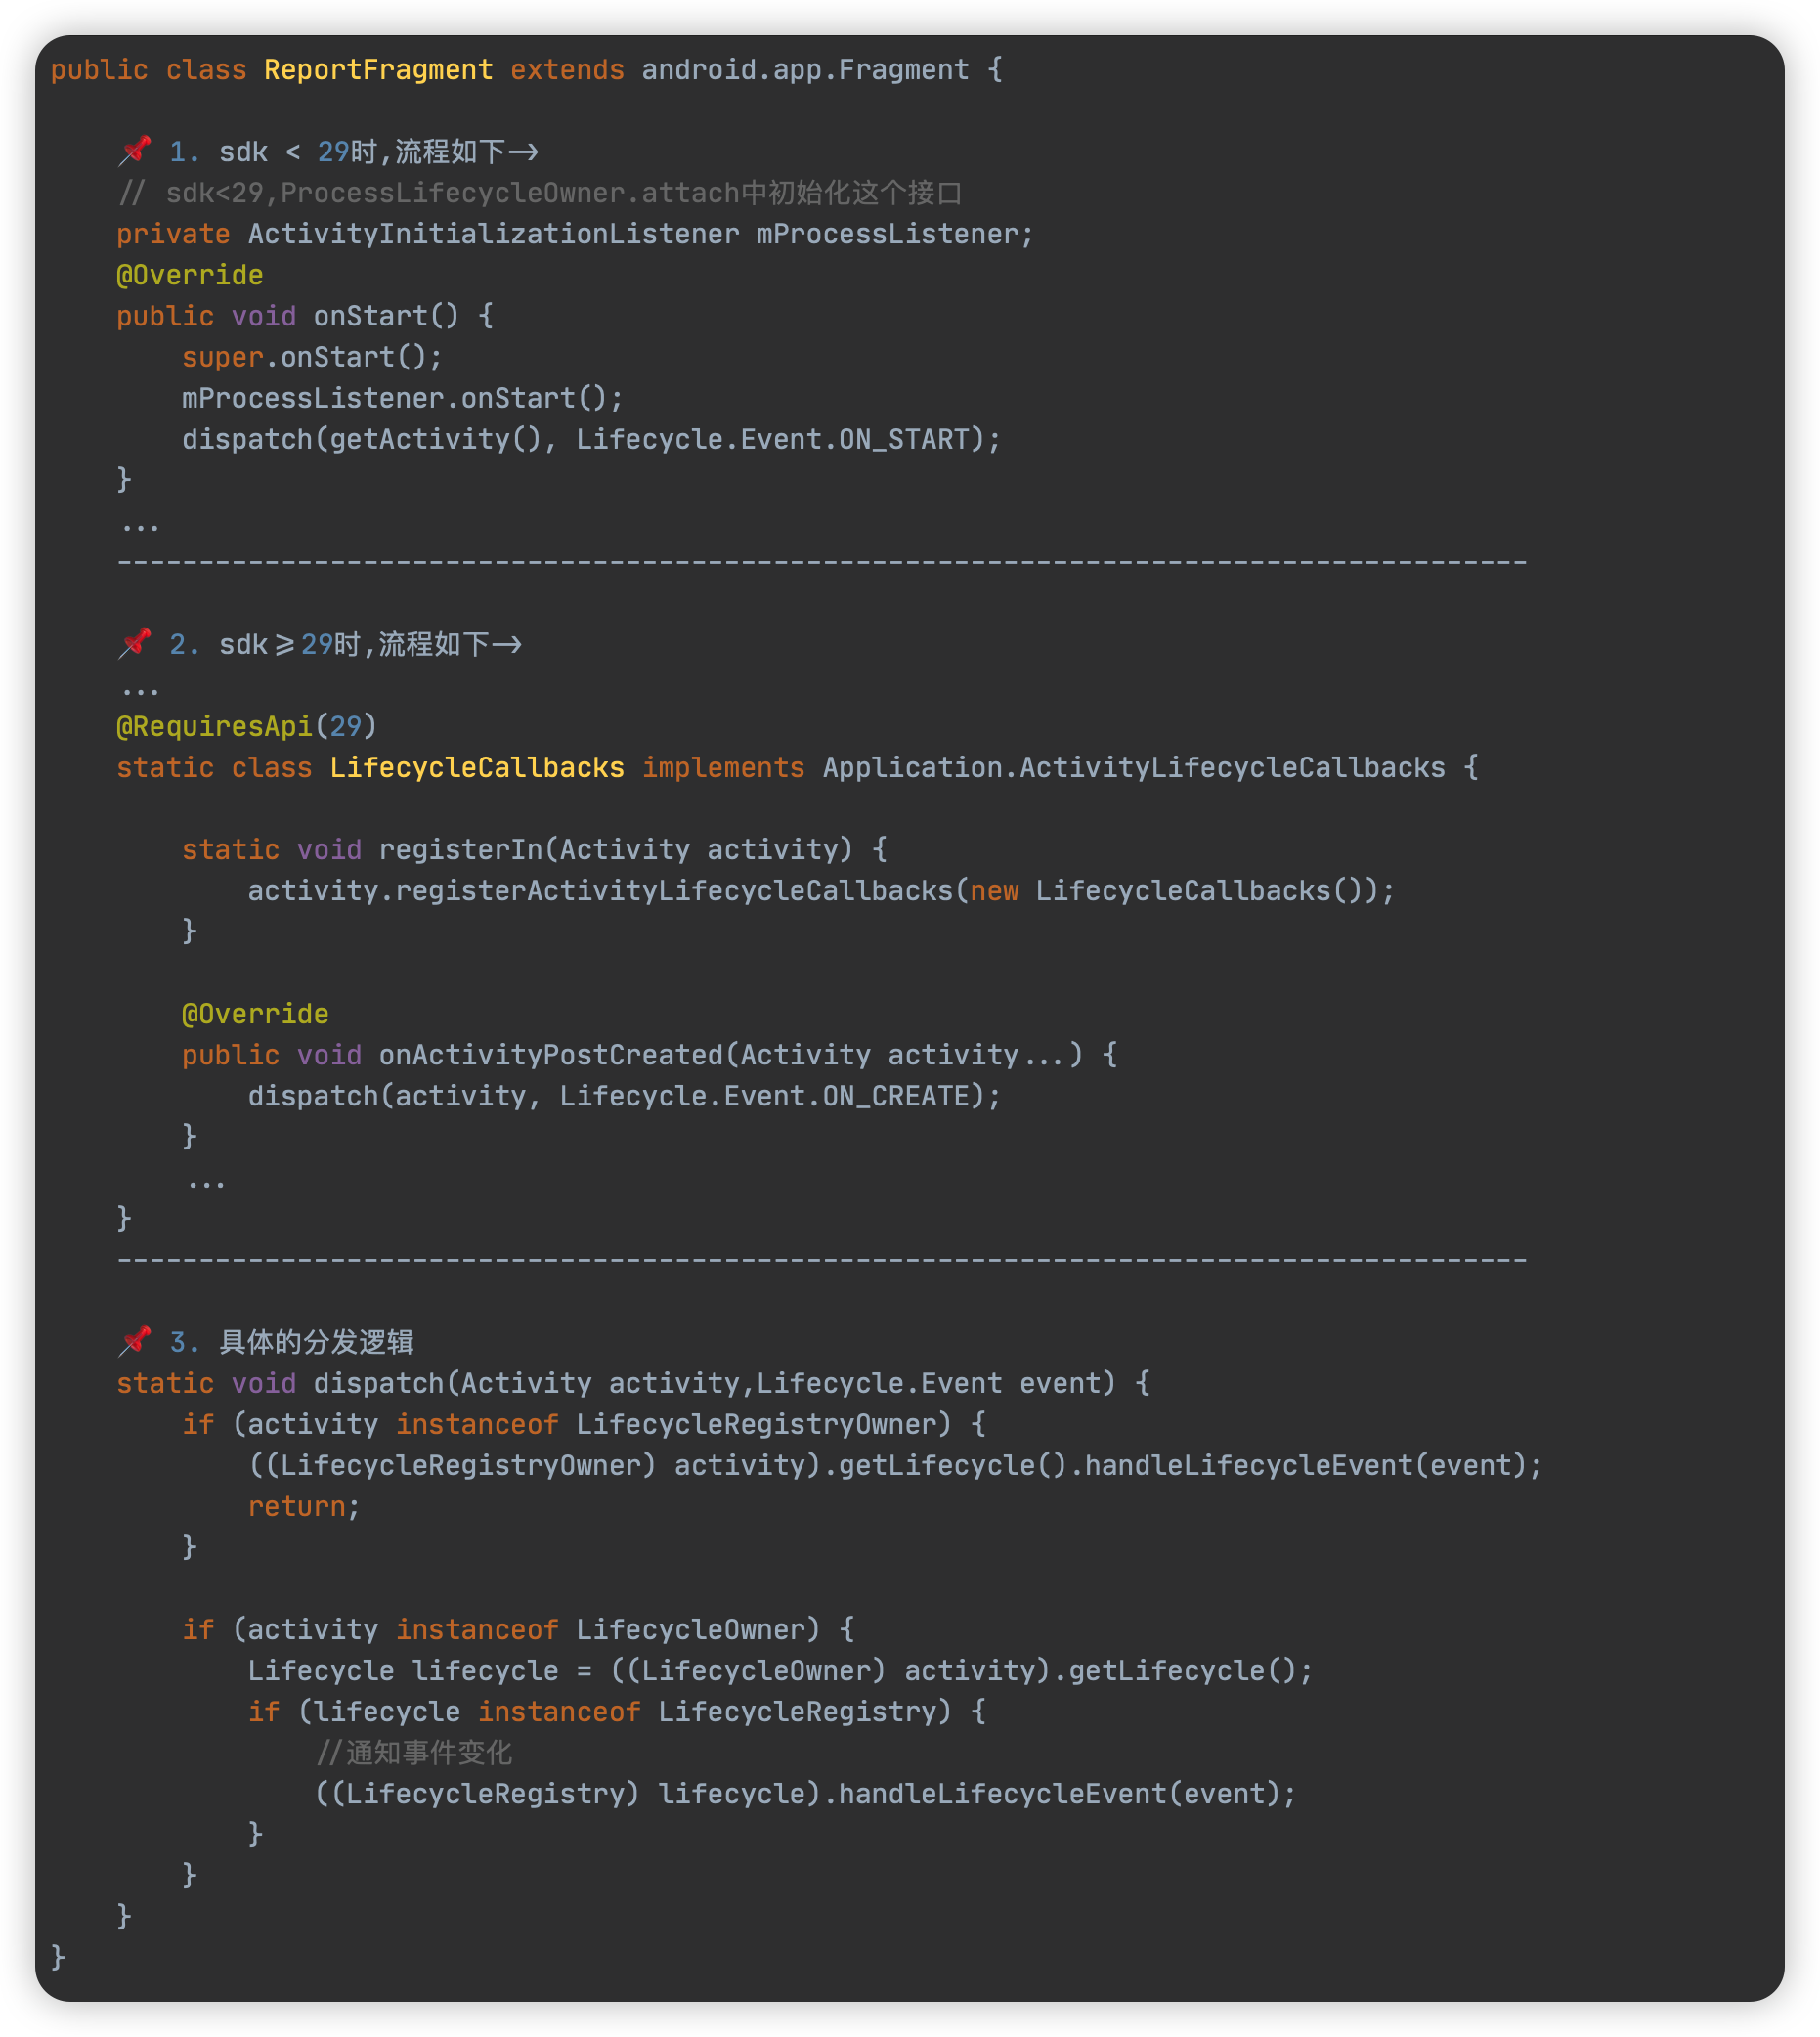 public class ReportFragment extends android.app.Fragment {
📌 1. sdk < 29时,流程如下->
// sdk<29,ProcessLifecycleOwner.attach中初始化这个接口
private ActivityInitializationListener mProcessListener;
@Override
public void onStart() {
super.onStart();
mProcessListener.onStart();
dispatch(getActivity(), Lifecycle.Event.ON_START);
}
...
--------------------------------------------------------------------------------------
📌 2. sdk>=29时,流程如下->
...
@RequiresApi(29)
static class LifecycleCallbacks implements Application.ActivityLifecycleCallbacks {
static void registerIn(Activity activity) {
activity.registerActivityLifecycleCallbacks(new LifecycleCallbacks());
}
@Override
public void onActivityPostCreated(Activity activity...) {
dispatch(activity, Lifecycle.Event.ON_CREATE);
}
...
}
--------------------------------------------------------------------------------------
📌 3. 具体的分发逻辑
static void dispatch(Activity activity,Lifecycle.Event event) {
if (activity instanceof LifecycleRegistryOwner) {
((LifecycleRegistryOwner) activity).getLifecycle().handleLifecycleEvent(event);
return;
}
if (activity instanceof LifecycleOwner) {
Lifecycle lifecycle = ((LifecycleOwner) activity).getLifecycle();
if (lifecycle instanceof LifecycleRegistry) {
//通知事件变化
((LifecycleRegistry) lifecycle).handleLifecycleEvent(event);
}
}
}
}